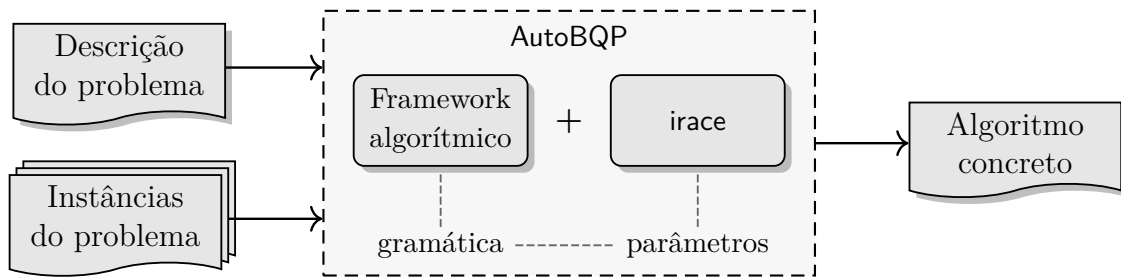 Descrição
do problema
Instâncias
do problema
AutoBQP
Framework
algorítmico
+
irace
gramática
parâmetros
Algoritmo
concreto